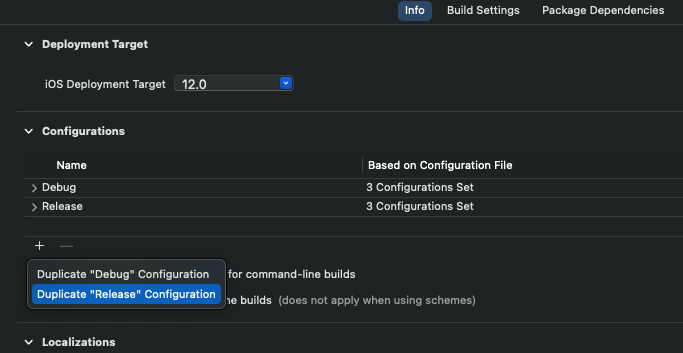 Info Build Settings Package Dependencies
Deployment Target
iOS Deployment Target 12.0
Configurations
Name Based on Configuration File
Debug 3 Configurations Set
Release 3 Configurations Set
+ —
Duplicate "Debug" Configuration for command-line builds
Duplicate "Release" Configuration builds (does not apply when using schemes)
Localizations